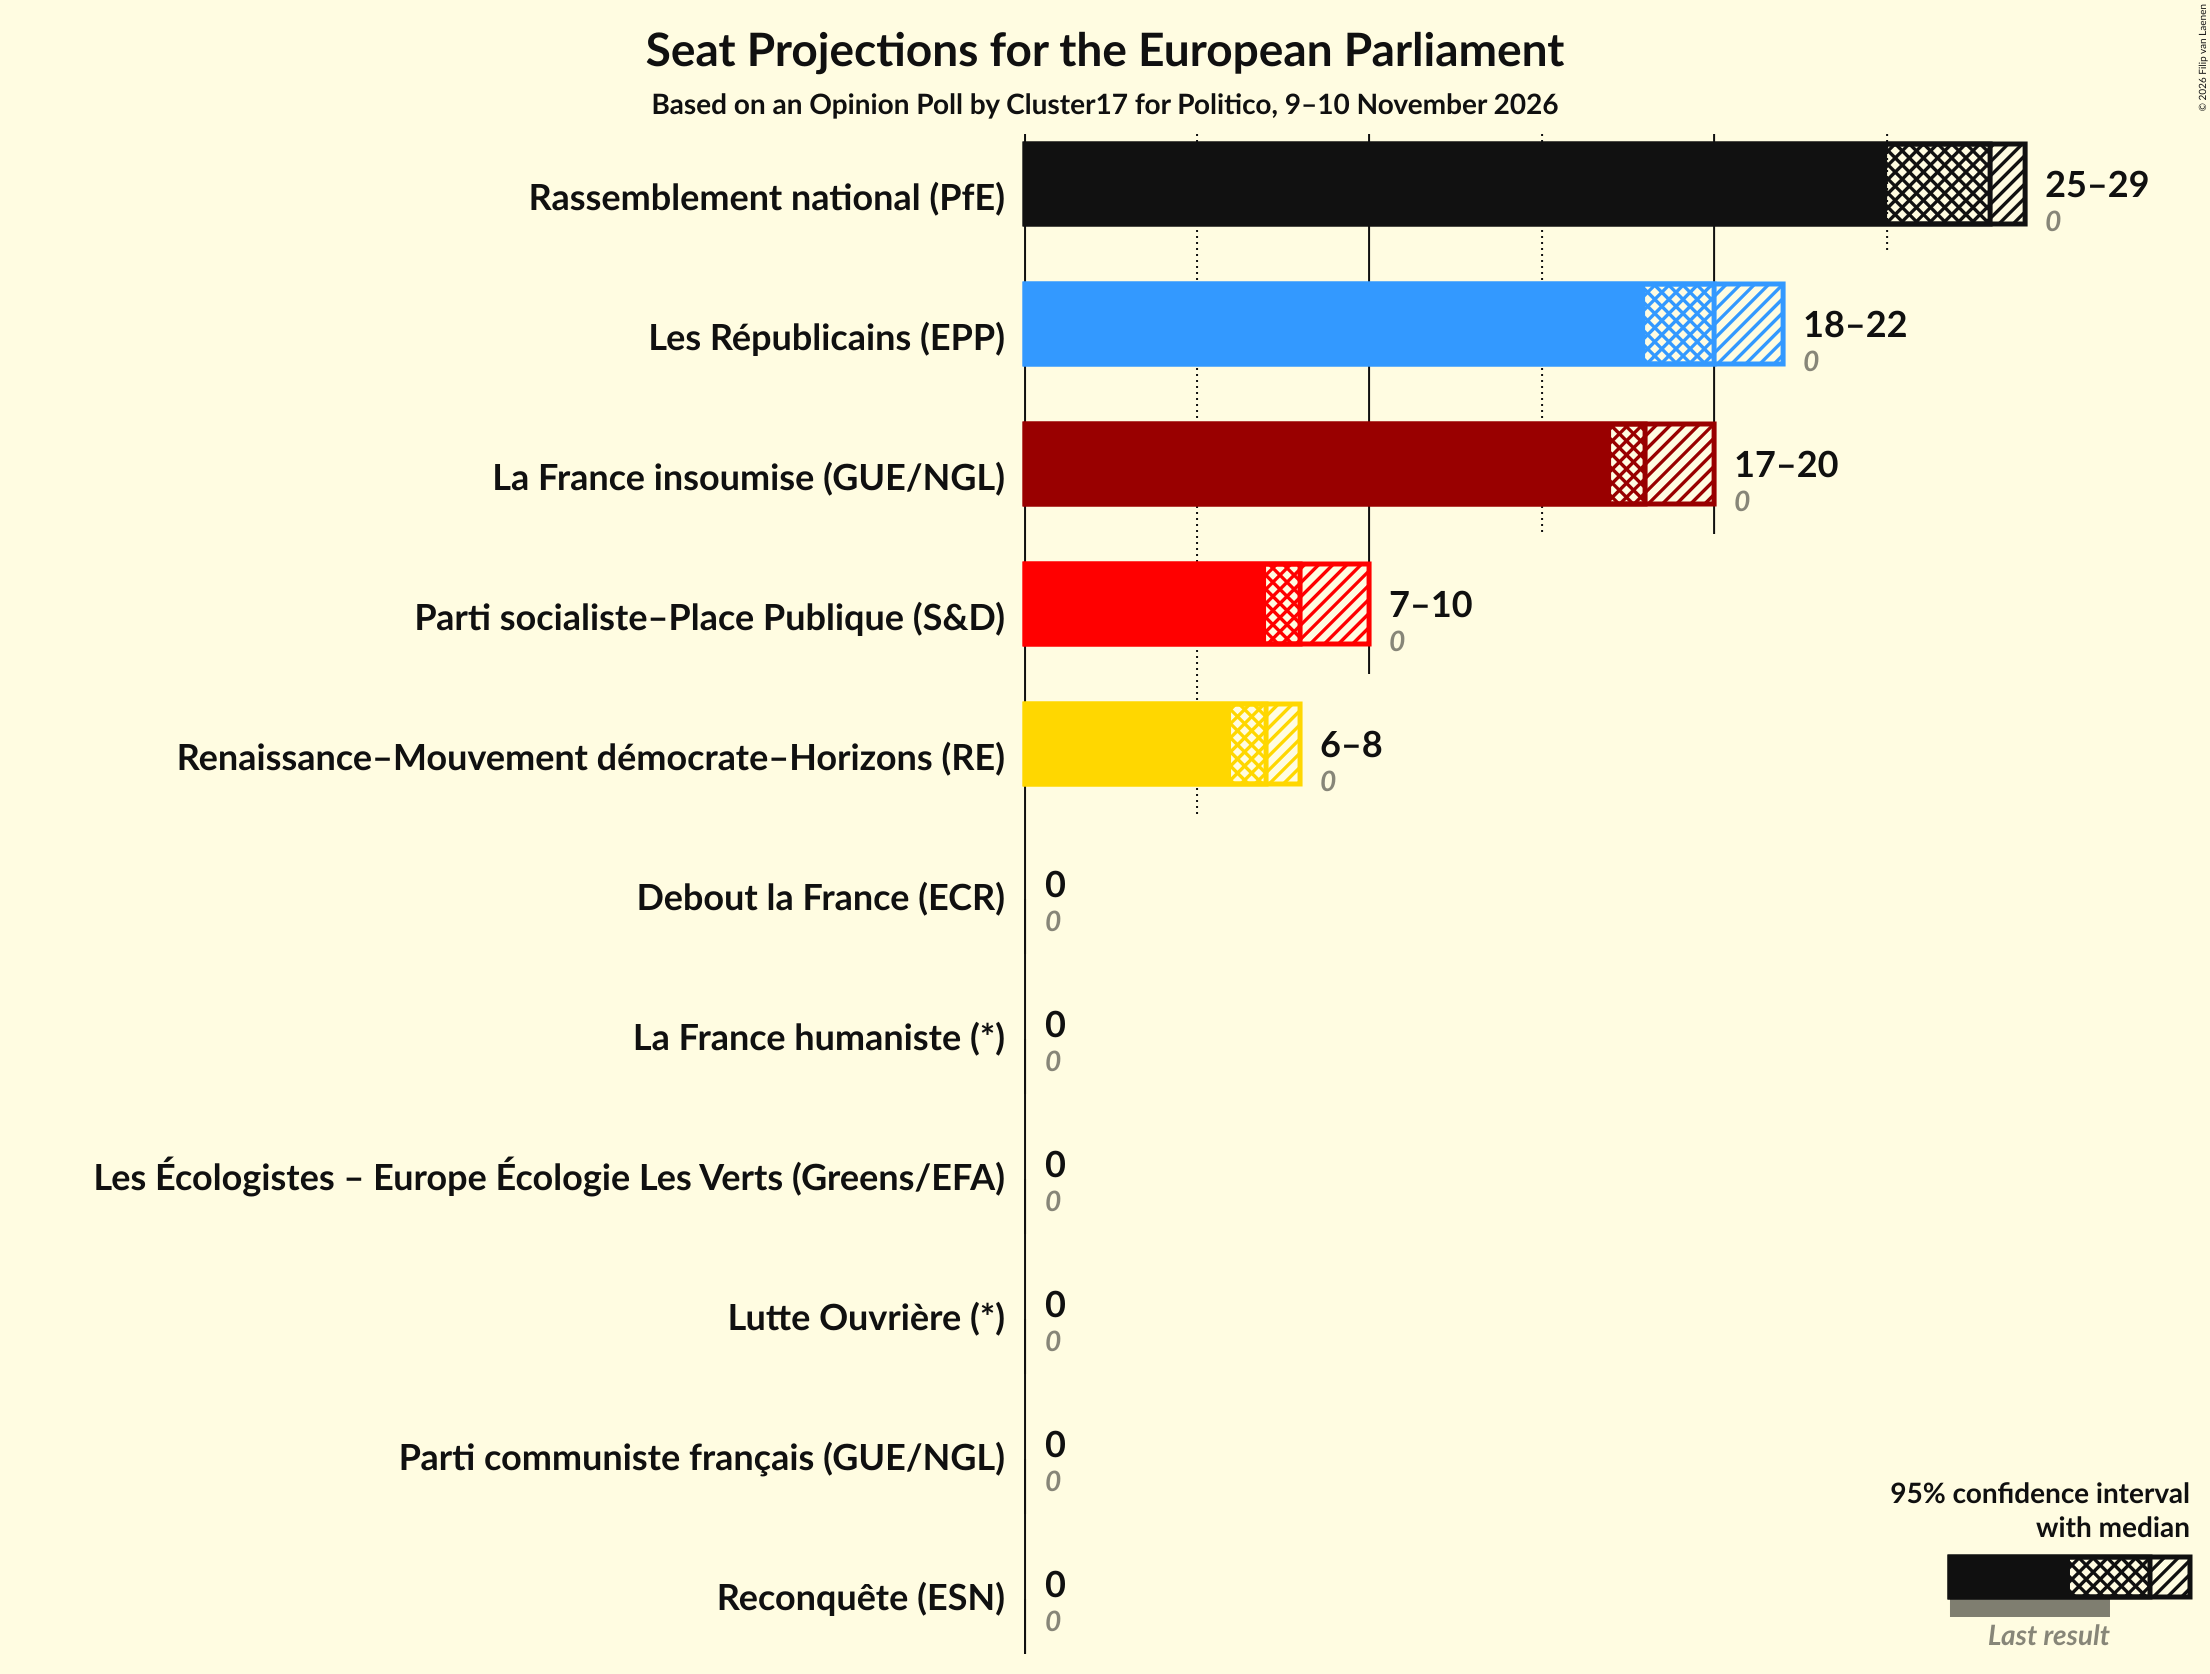 Seat Projections for the European Parliament
Based on an Opinion Poll by Cluster17 for Politico, 9–10 November 2026
© 2026 Filip van Laenen
Rassemblement national (PfE)
25–29
0
Les Républicains (EPP)
18–22
0
La France insoumise (GUE/NGL)
17–20
0
Parti socialiste–Place Publique (S&D)
7–10
0
Renaissance–Mouvement démocrate–Horizons (RE)
6–8
0
Debout la France (ECR)
0
0
La France humaniste (*)
0
0
Les Écologistes – Europe Écologie Les Verts (Greens/EFA)
0
0
Lutte Ouvrière (*)
0
0
Parti communiste français (GUE/NGL)
0
0
Reconquête (ESN)
0
0
95% confidence interval
with median
Last result